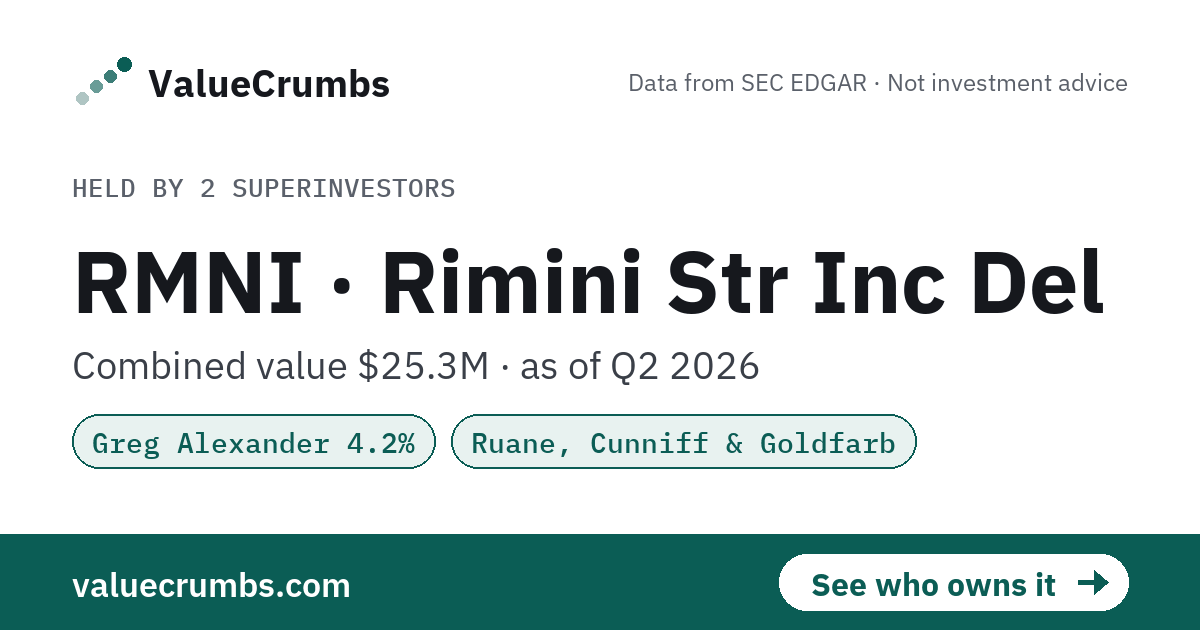 ValueCrumbs
Data from SEC EDGAR · Not investment advice
HELD BY 2 SUPERINVESTORS
RMNI · Rimini Str Inc Del
Combined value $25.3M · as of Q2 2026
Greg Alexander 4.2%
Ruane, Cunniff & Goldfarb
valuecrumbs.com
See who owns it →